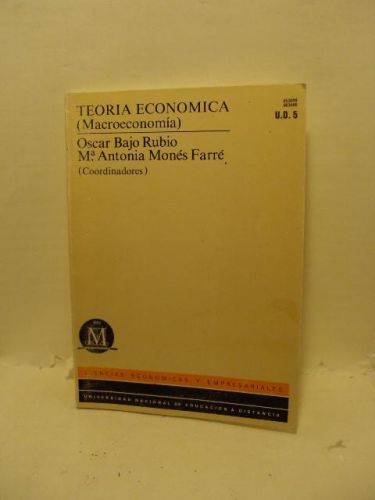 TEORIA ECONOMICA
(Macroeconomía)
U.D. 5
Oscar Bajo Rubio
Mª Antonia Monés Farré
(Coordinadores)
M
CIENCIAS ECONOMICAS Y EMPRESARIALES
UNIVERSIDAD NACIONAL DE EDUCACION A DISTANCIA